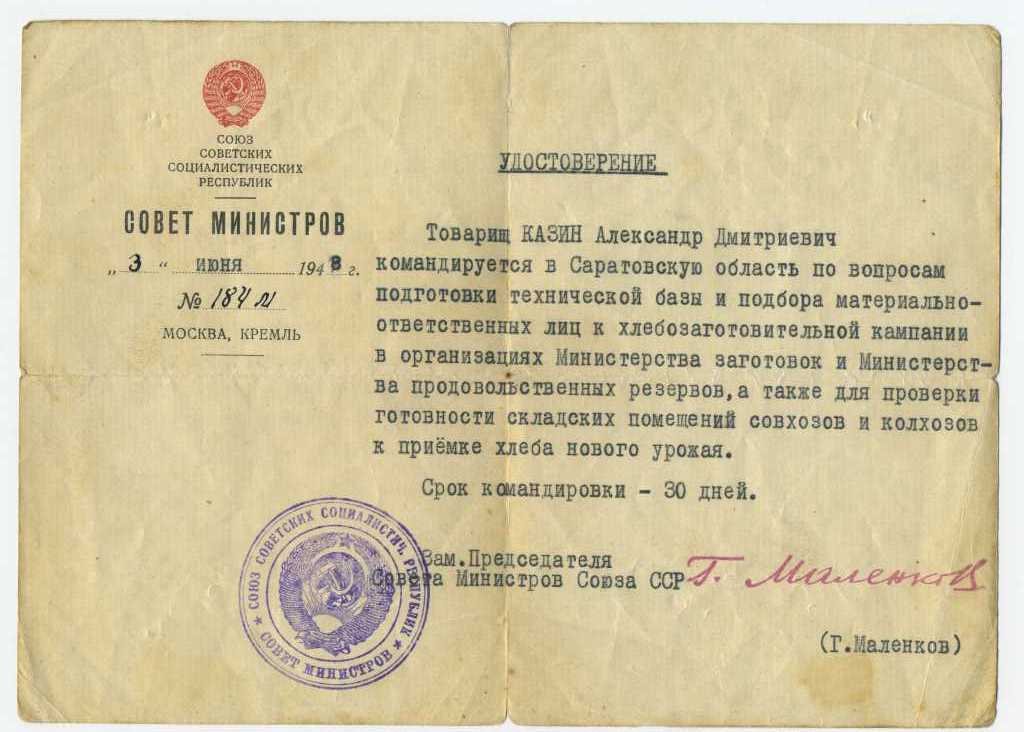 СОЮЗ
СОВЕТСКИХ
СОЦИАЛИСТИЧЕСКИХ
РЕСПУБЛИК
СОВЕТ МИНИСТРОВ
„ 3 “ июня 1948 г.
№ 184м
МОСКВА, КРЕМЛЬ
УДОСТОВЕРЕНИЕ
Товарищ КАЗИН Александр Дмитриевич
командируется в Саратовскую область по вопросам
подготовки технической базы и подбора материально-
ответственных лиц к хлебозаготовительной кампании
в организациях Министерства заготовок и Министерст-
ва продовольственных резервов, а также для проверки
готовности складских помещений совхозов и колхозов
к приёмке хлеба нового урожая.
Срок командировки - 30 дней.
Зам. Председателя
Совета Министров Союза ССР Г. Маленков
(Г. Маленков)
★ СОЮЗ СОВЕТСКИХ СОЦИАЛИСТИЧ. РЕСПУБЛИК ★
СОВЕТ МИНИСТРОВ